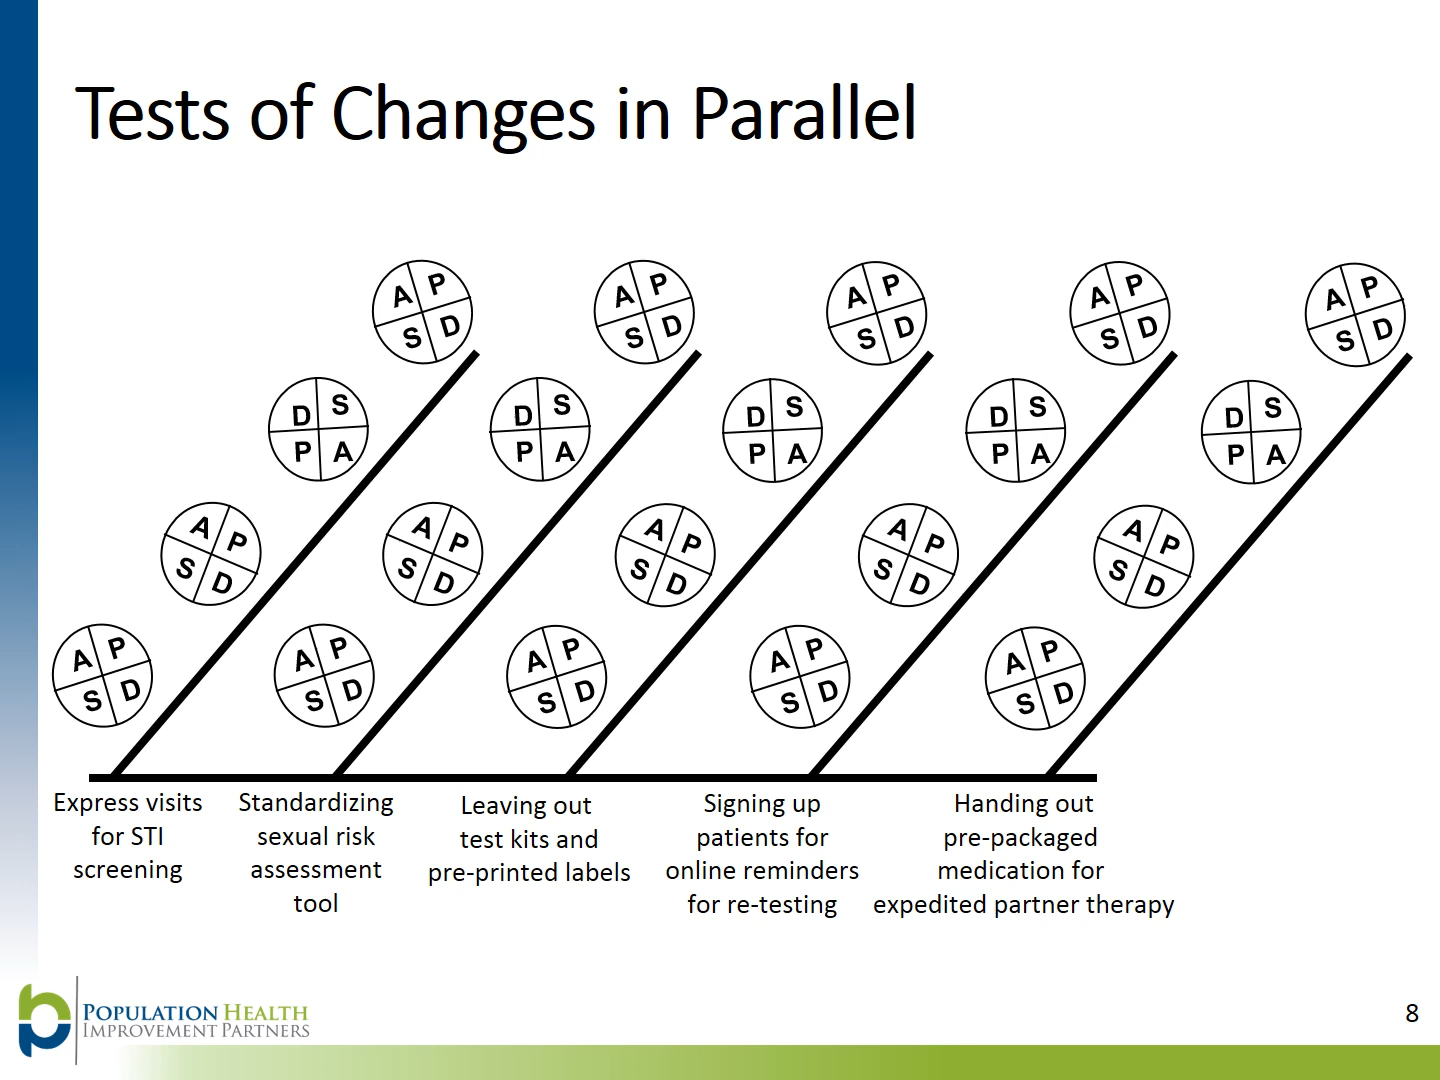 Tests of Changes in Parallel
A P S D
A P S D
A P S D
A P S D
A P S D
D S P A
D S P A
D S P A
D S P A
D S P A
A P S D
A P S D
A P S D
A P S D
A P S D
A P S D
A P S D
A P S D
A P S D
A P S D
Express visits
for STI
screening
Standardizing
sexual risk
assessment
tool
Leaving out
test kits and
pre-printed labels
Signing up
patients for
online reminders
for re-testing
Handing out
pre-packaged
medication for
expedited partner therapy
POPULATION HEALTH
IMPROVEMENT PARTNERS
8